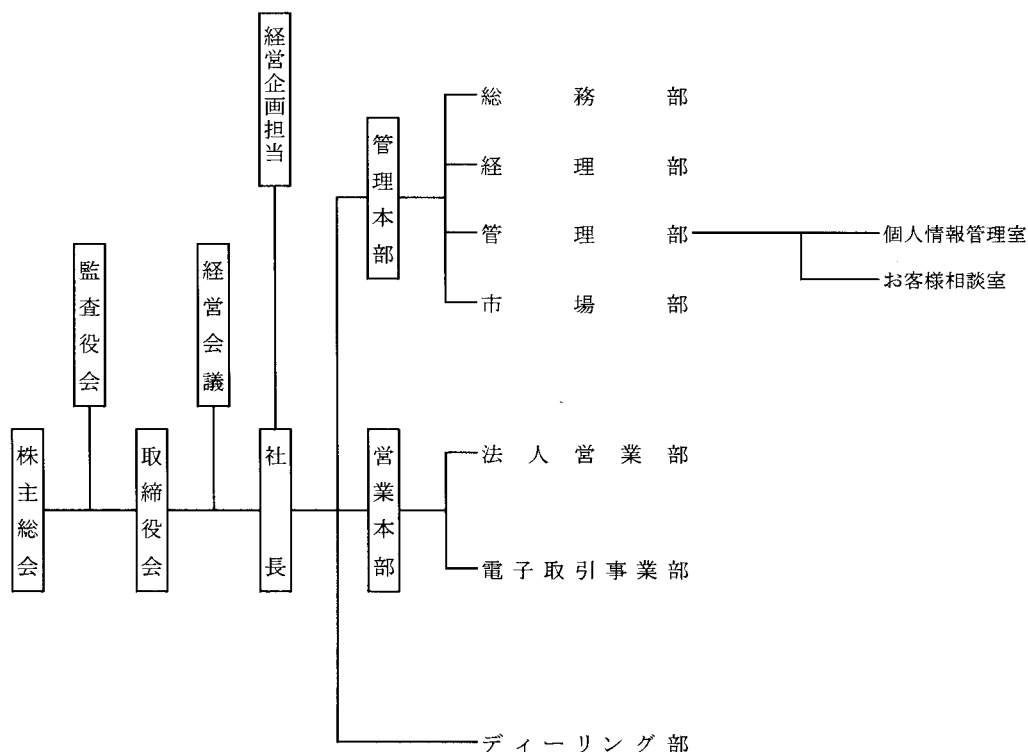 経営企画担当
監査役会
経営会議
株主総会
取締役会
社長
管理本部
総務部
経理部
管理部
個人情報管理室
お客様相談室
市場部
営業本部
法人営業部
電子取引事業部
ディーリング部